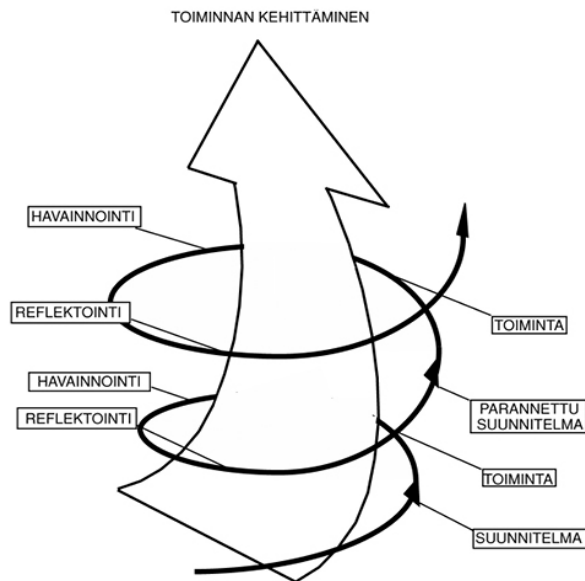 TOIMINNAN KEHITTÄMINEN
HAVAINNOINTI
REFLEKTOINTI
TOIMINTA
HAVAINNOINTI
REFLEKTOINTI
PARANNETTU
SUUNNITELMA
TOIMINTA
SUUNNITELMA